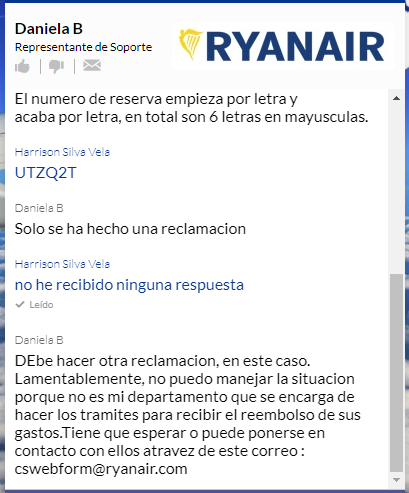 Daniela B
Representante de Soporte
RYANAIR
El numero de reserva empieza por letra y
acaba por letra, en total son 6 letras en mayusculas.
Harrison Silva Vela
UTZQ2T
Daniela B
Solo se ha hecho una reclamacion
Harrison Silva Vela
no he recibido ninguna respuesta
Leído
Daniela B
DEbe hacer otra reclamacion, en este caso.
Lamentablemente, no puedo manejar la situacion
porque no es mi departamento que se encarga de
hacer los tramites para recibir el reembolso de sus
gastos.Tiene que esperar o puede ponerse en
contacto con ellos atravez de este correo :
cswebform@ryanair.com